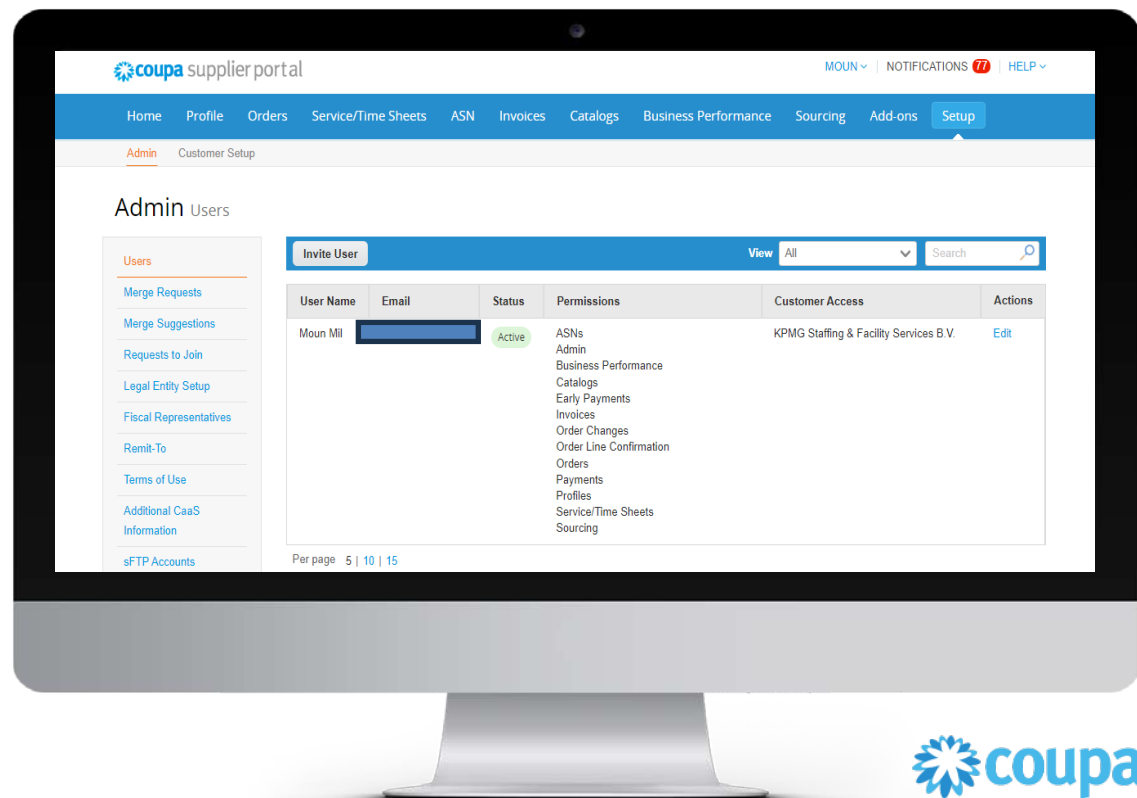 coupa supplier portal
MOUN NOTIFICATIONS 77 HELP
Home Profile Orders Service/Time Sheets ASN Invoices Catalogs Business Performance Sourcing Add-ons Setup
Admin Customer Setup
Admin Users
Users
Merge Requests
Merge Suggestions
Requests to Join
Legal Entity Setup
Fiscal Representatives
Remit-To
Terms of Use
Additional CaaS
Information
sFTP Accounts
Invite User View All Search
User Name Email Status Permissions Customer Access Actions
Moun Mil Active ASNs KPMG Staffing & Facility Services B.V. Edit
Admin
Business Performance
Catalogs
Early Payments
Invoices
Order Changes
Order Line Confirmation
Orders
Payments
Profiles
Service/Time Sheets
Sourcing
Per page 5 | 10 | 15
coupa